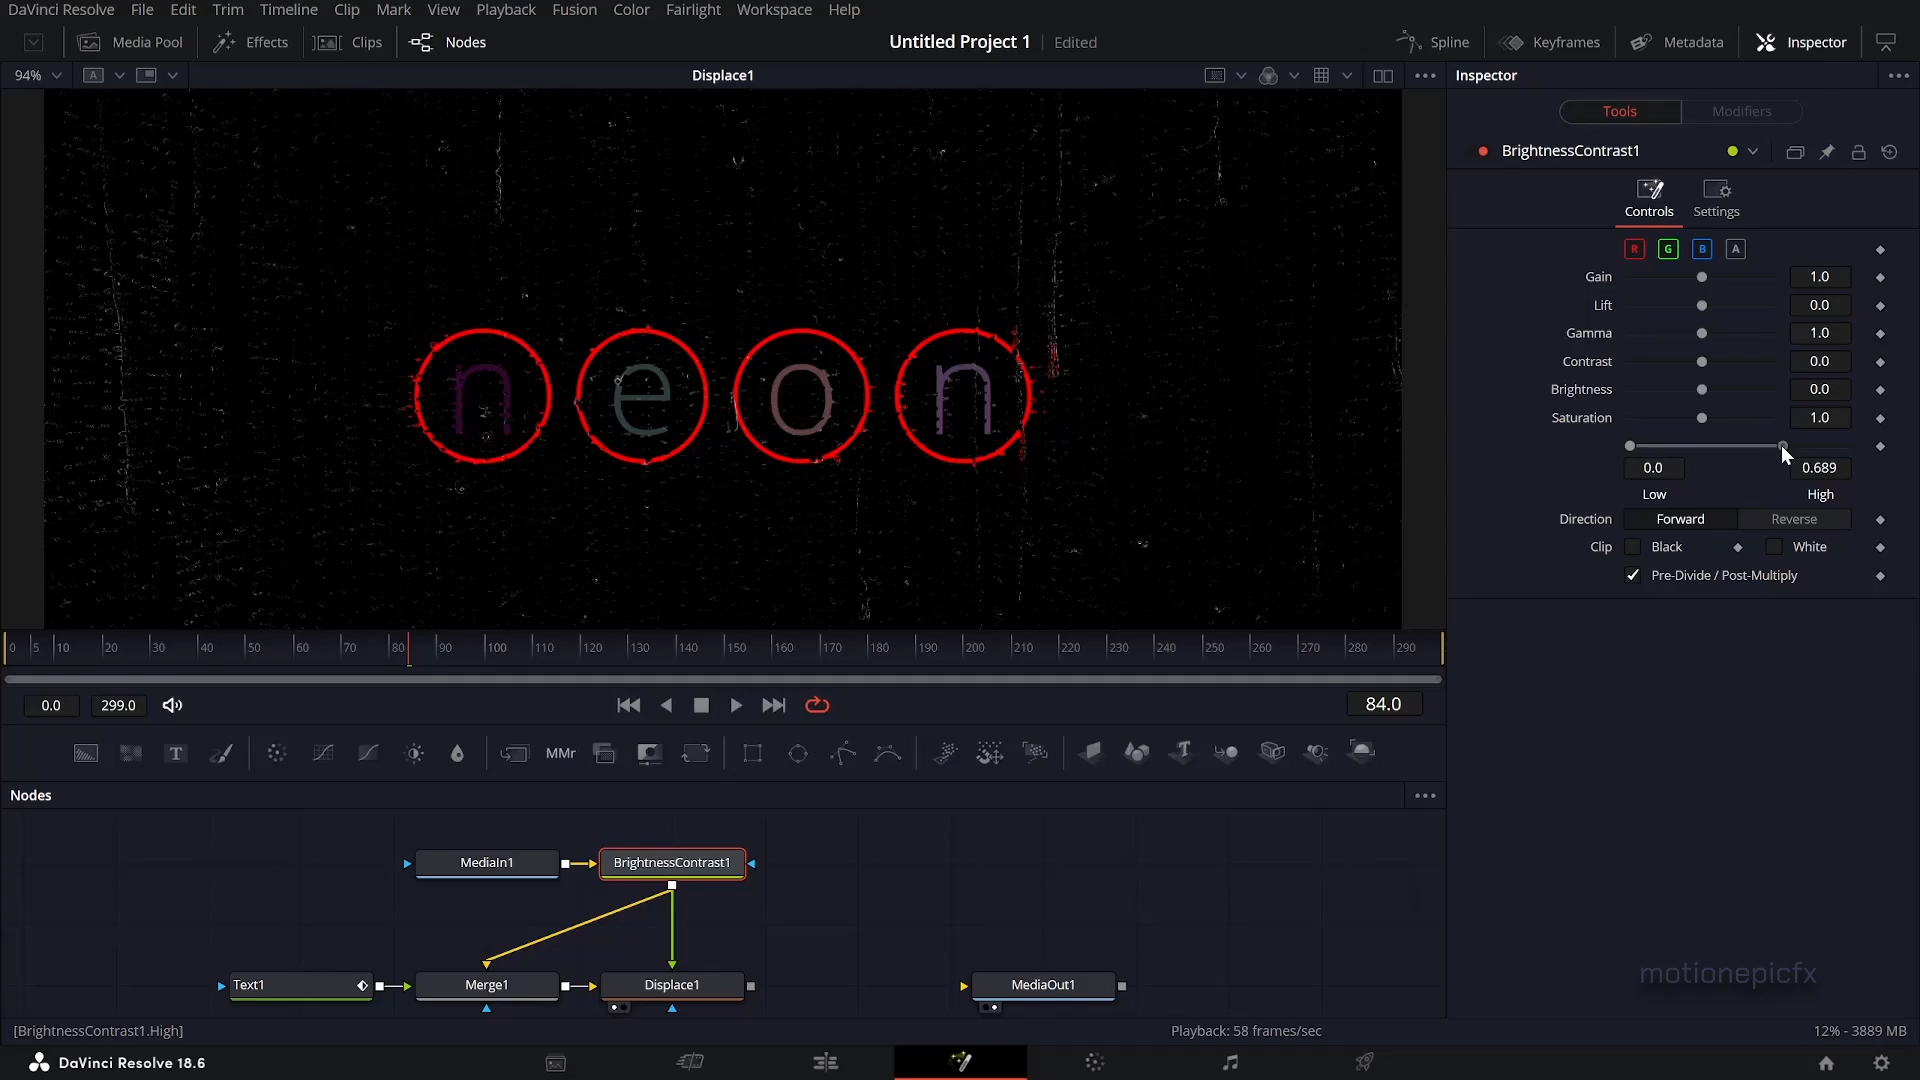 DaVinci Resolve File Edit Trim Timeline Clip Mark View Playback Fusion Color Fairlight Workspace Help
Media Pool Effects Clips Nodes Untitled Project 1 Edited Spline Keyframes Metadata Inspector
94% A Displace1 Inspector
Tools Modifiers
BrightnessContrast1
Controls Settings
R G B A
Gain 1.0
Lift 0.0
Gamma 1.0
Contrast 0.0
Brightness 0.0
Saturation 1.0
0.0 0.689
Low High
Direction Forward Reverse
Clip Black White
Pre-Divide / Post-Multiply
neon
0 5 10 20 30 40 50 60 70 80 90 100 110 120 130 140 150 160 170 180 190 200 210 220 230 240 250 260 270 280 290
0.0 299.0 84.0
T MMr
Nodes
MediaIn1 BrightnessContrast1
Text1 Merge1 Displace1 MediaOut1
motionepicfx
[BrightnessContrast1.High] Playback: 58 frames/sec 12% - 3889 MB
DaVinci Resolve 18.6